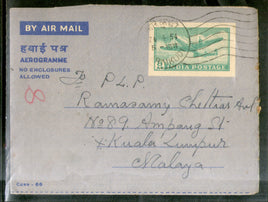 BY AIR MAIL
हवाई पत्र
AEROGRAMME
NO ENCLOSURES
ALLOWED
INDIA POSTAGE
To P. L. P.
Ramasamy Chettiar Avl
No 89 Ampang St
Kuala Lumpur
Malaya